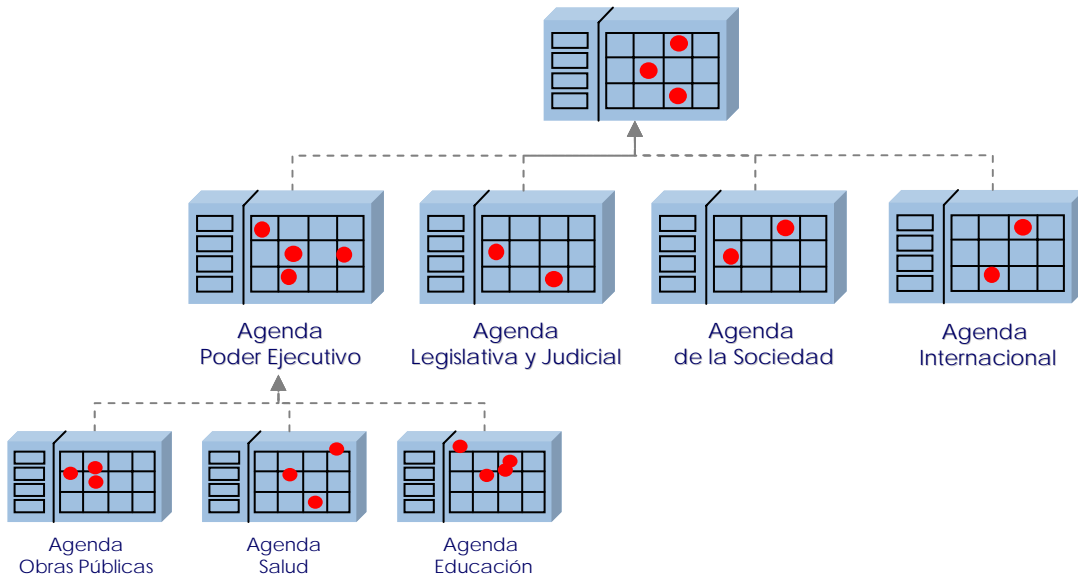 Agenda
Poder Ejecutivo
Agenda
Legislativa y Judicial
Agenda
de la Sociedad
Agenda
Internacional
Agenda
Obras Públicas
Agenda
Salud
Agenda
Educación